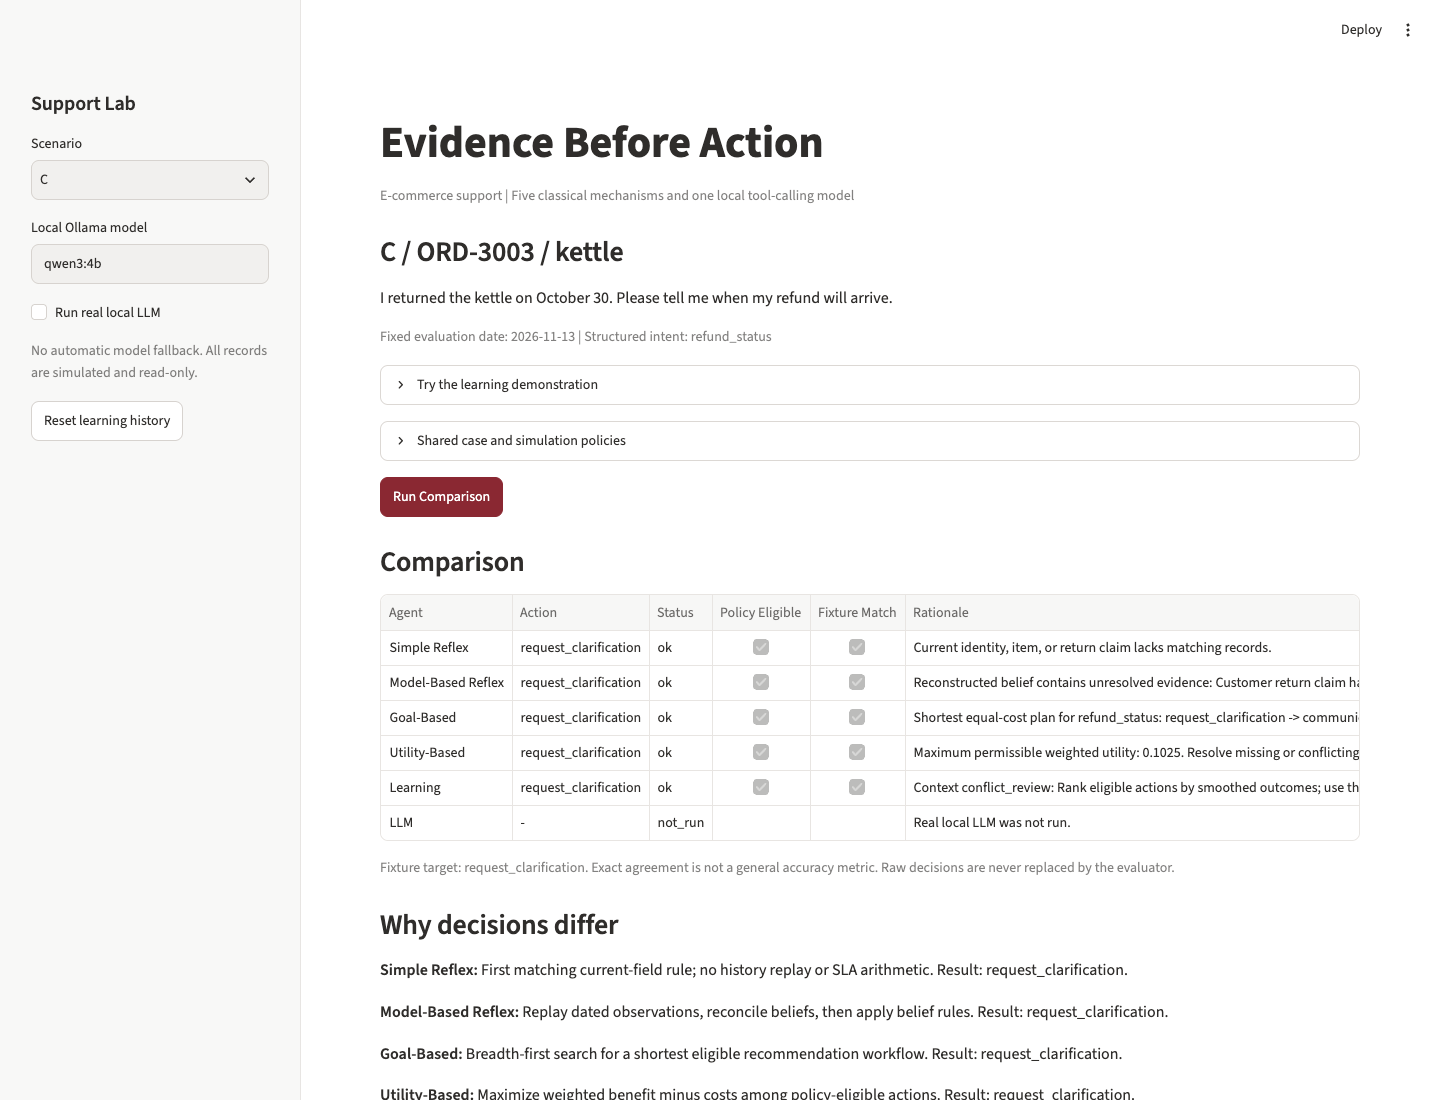 Deploy
Support Lab
Scenario
C
Local Ollama model
qwen3:4b
Run real local LLM
No automatic model fallback. All records
are simulated and read-only.
Reset learning history
Evidence Before Action
E-commerce support | Five classical mechanisms and one local tool-calling model
C / ORD-3003 / kettle
I returned the kettle on October 30. Please tell me when my refund will arrive.
Fixed evaluation date: 2026-11-13 | Structured intent: refund_status
Try the learning demonstration
Shared case and simulation policies
Run Comparison
Comparison
Agent Action Status Policy Eligible Fixture Match Rationale
Simple Reflex request_clarification ok Current identity, item, or return claim lacks matching records.
Model-Based Reflex request_clarification ok Reconstructed belief contains unresolved evidence: Customer return claim ha
Goal-Based request_clarification ok Shortest equal-cost plan for refund_status: request_clarification -> communi
Utility-Based request_clarification ok Maximum permissible weighted utility: 0.1025. Resolve missing or conflicting
Learning request_clarification ok Context conflict_review: Rank eligible actions by smoothed outcomes; use th
LLM - not_run Real local LLM was not run.
Fixture target: request_clarification. Exact agreement is not a general accuracy metric. Raw decisions are never replaced by the evaluator.
Why decisions differ
Simple Reflex: First matching current-field rule; no history replay or SLA arithmetic. Result: request_clarification.
Model-Based Reflex: Replay dated observations, reconcile beliefs, then apply belief rules. Result: request_clarification.
Goal-Based: Breadth-first search for a shortest eligible recommendation workflow. Result: request_clarification.
Utility-Based: Maximize weighted benefit minus costs among policy-eligible actions. Result: request_clarification.